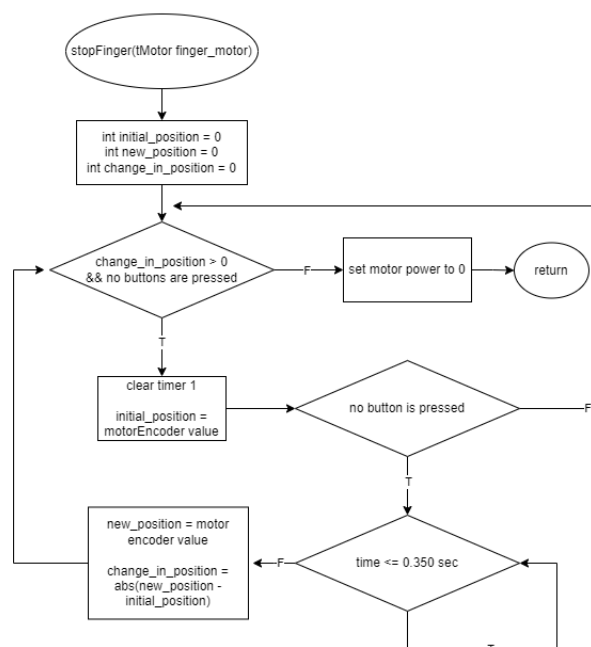 stopFinger(tMotor finger_motor)
int initial_position = 0
int new_position = 0
int change_in_position = 0
change_in_position > 0
&& no buttons are pressed
F
set motor power to 0
return
T
clear timer 1
initial_position =
motorEncoder value
no button is pressed
F
T
new_position = motor
encoder value
change_in_position =
abs(new_position -
initial_position)
F
time <= 0.350 sec
T